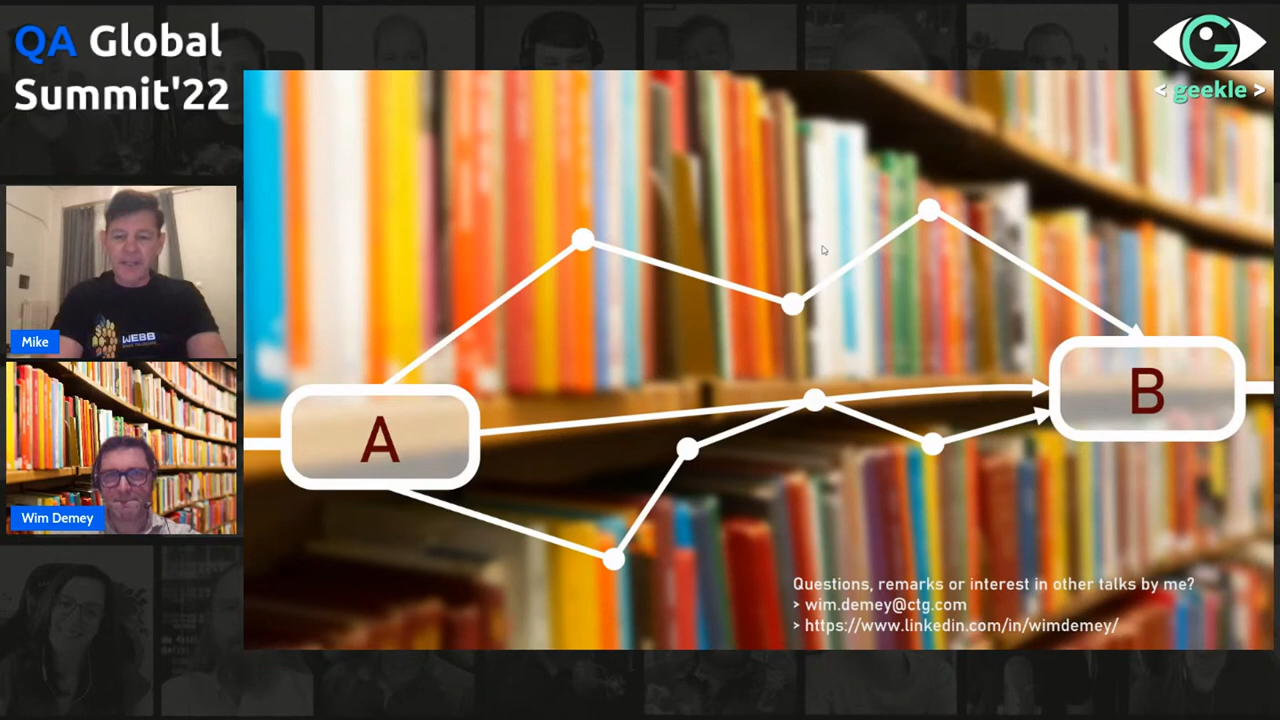 QA Global
Summit'22
< geekle >
WEBB
Mike
Wim Demey
A
B
Questions, remarks or interest in other talks by me?
> wim.demey@ctg.com
> https://www.linkedin.com/in/wimdemey/